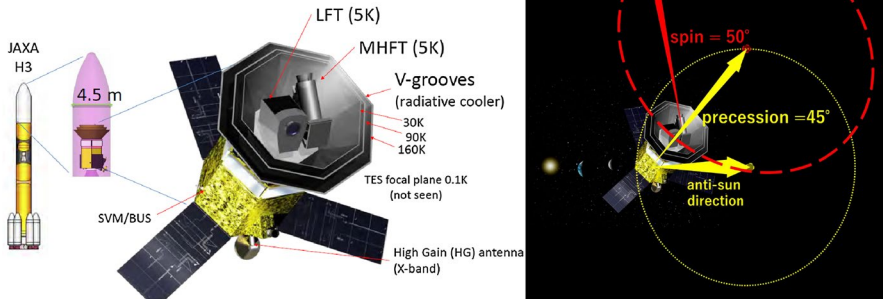 JAXA
H3
4.5 m
LFT (5K)
MHFT (5K)
V-grooves
(radiative cooler)
30K
90K
160K
TES focal plane 0.1K
(not seen)
SVM/BUS
High Gain (HG) antenna
(X-band)
spin = 50°
precession =45°
anti-sun
direction